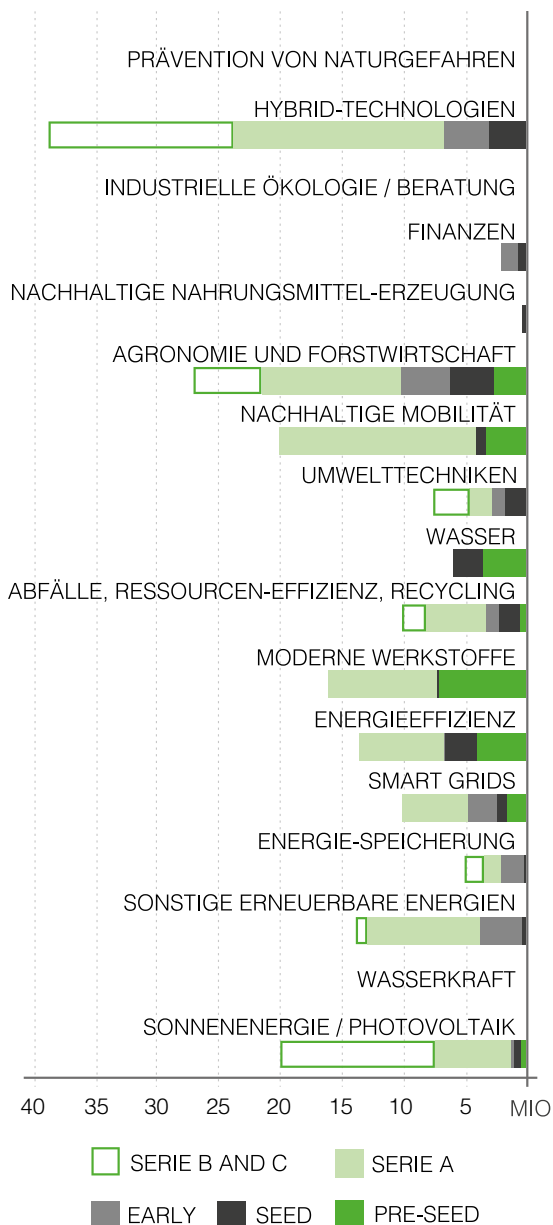 PRÄVENTION VON NATURGEFAHREN
HYBRID-TECHNOLOGIEN
INDUSTRIELLE ÖKOLOGIE / BERATUNG
FINANZEN
NACHHALTIGE NAHRUNGSMITTEL-ERZEUGUNG
AGRONOMIE UND FORSTWIRTSCHAFT
NACHHALTIGE MOBILITÄT
UMWELTTECHNIKEN
WASSER
ABFÄLLE, RESSOURCEN-EFFIZIENZ, RECYCLING
MODERNE WERKSTOFFE
ENERGIEEFFIZIENZ
SMART GRIDS
ENERGIE-SPEICHERUNG
SONSTIGE ERNEUERBARE ENERGIEN
WASSERKRAFT
SONNENENERGIE / PHOTOVOLTAIK
40 35 30 25 20 15 10 5 MIO
SERIE B AND C SERIE A
EARLY SEED PRE-SEED